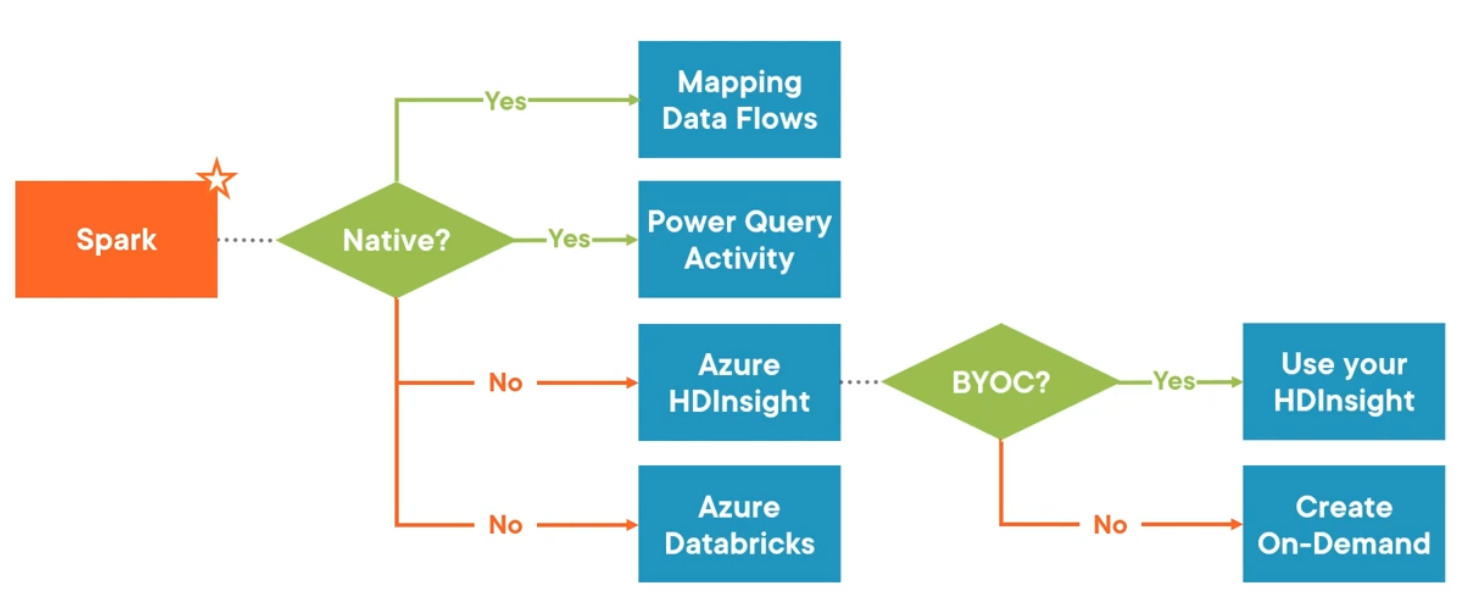 Spark
Native?
Yes
Mapping
Data Flows
Yes
Power Query
Activity
No
Azure
HDInsight
No
Azure
Databricks
BYOC?
Yes
Use your
HDInsight
No
Create
On-Demand